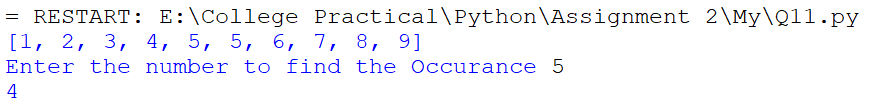 = RESTART: E:\College Practical\Python\Assignment 2\My\Q11.py
[1, 2, 3, 4, 5, 5, 6, 7, 8, 9]
Enter the number to find the Occurance 5
4